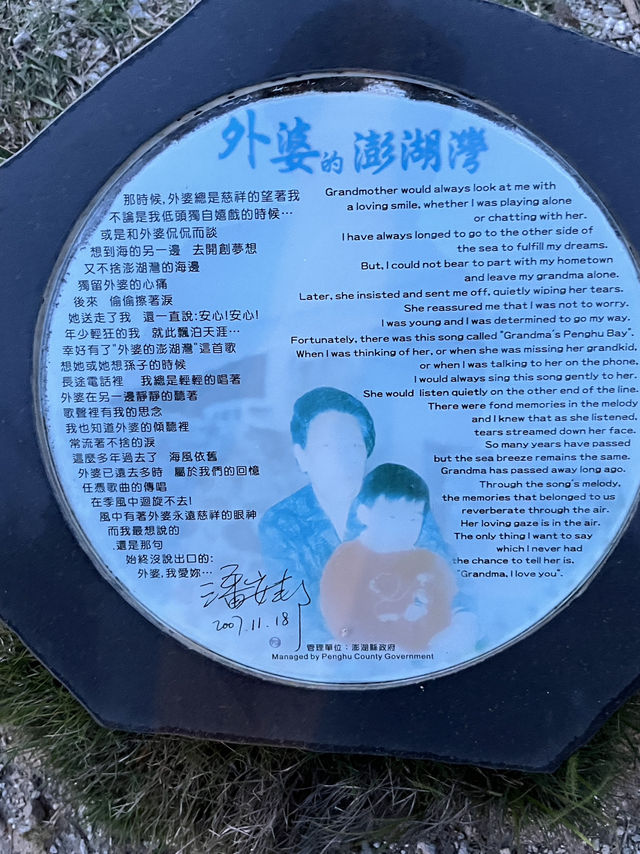 外婆的澎湖灣
那時候,外婆總是慈祥的望著我
不論是我低頭獨自嬉戲的時候…
或是和外婆侃侃而談
想到海的另一邊 去開創夢想
又不捨澎湖灣的海邊
獨留外婆的心痛
後來 偷偷擦著淚
她送走了我 還一直說:安心!安心!
年少輕狂的我 就此飄泊天涯…
幸好有了"外婆的澎湖灣"這首歌
想她或她想孫子的時候
長途電話裡 我總是輕輕的唱著
外婆在另一邊靜靜的聽著
歌聲裡有我的思念
我也知道外婆的傾聽裡
常流著不捨的淚
這麼多年過去了 海風依舊
外婆已遠去多時 屬於我們的回憶
任憑歌曲的傳唱
在季風中迴旋不去!
風中有著外婆永遠慈祥的眼神
而我最想說的
還是那句
始終沒說出口的:
外婆,我愛妳…
Grandmother would always look at me with
a loving smile, whether I was playing alone
or chatting with her.
I have always longed to go to the other side of
the sea to fulfill my dreams.
But, I could not bear to part with my hometown
and leave my grandma alone.
Later, she insisted and sent me off, quietly wiping her tears.
She reassured me that I was not to worry.
I was young and I was determined to go my way.
Fortunately, there was this song called "Grandma's Penghu Bay".
When I was thinking of her, or when she was missing her grandkid,
or when I was talking to her on the phone,
I would always sing this song gently to her.
She would listen quietly on the other end of the line.
There were fond memories in the melody
and I knew that as she listened,
tears streamed down her face.
So many years have passed
but the sea breeze remains the same.
Grandma has passed away long ago.
Through the song's melody,
the memories that belonged to us
reverberate through the air.
Her loving gaze is in the air.
The only thing I want to say
which I never had
the chance to tell her is,
"Grandma, I love you".
潘安邦
2007.11.18
管理單位:澎湖縣政府
Managed by Penghu County Government